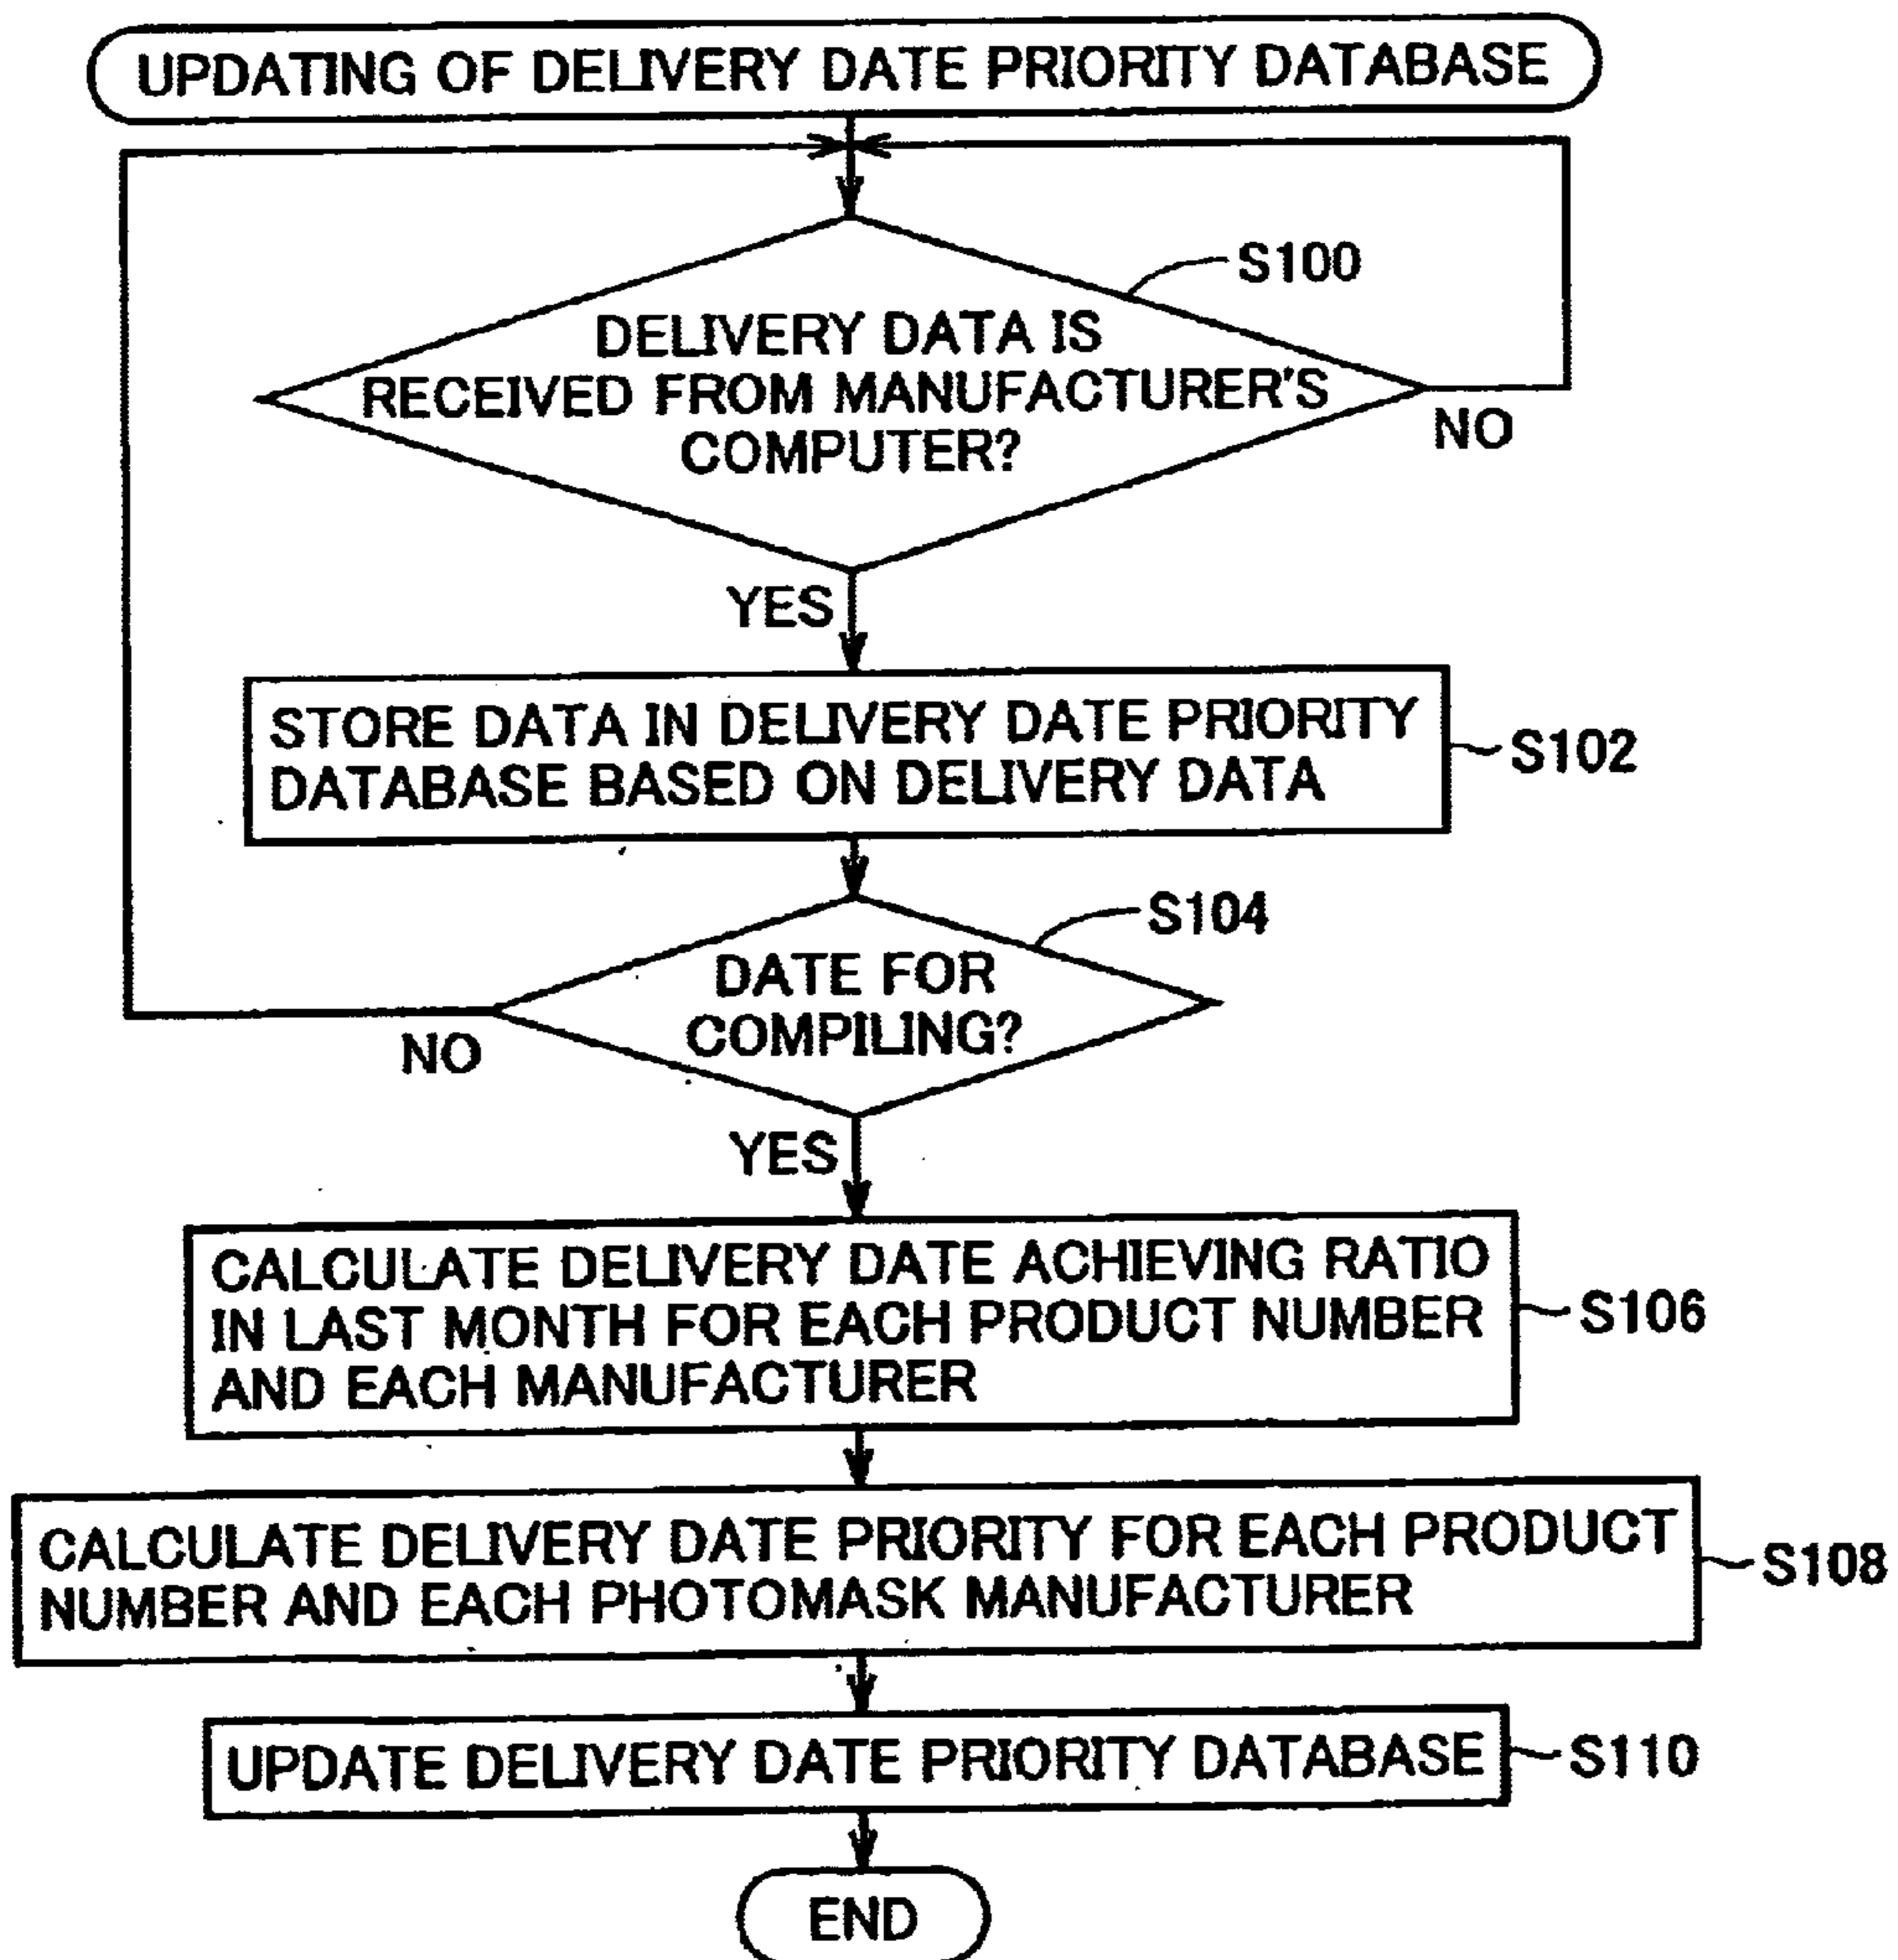 UPDATING OF DELIVERY DATE PRIORITY DATABASE
S100
DELIVERY DATA IS
RECEIVED FROM MANUFACTURER'S
COMPUTER?
NO
YES
STORE DATA IN DELIVERY DATE PRIORITY
DATABASE BASED ON DELIVERY DATA
S102
S104
DATE FOR
COMPILING?
NO
YES
CALCULATE DELIVERY DATE ACHIEVING RATIO
IN LAST MONTH FOR EACH PRODUCT NUMBER
AND EACH MANUFACTURER
S106
CALCULATE DELIVERY DATE PRIORITY FOR EACH PRODUCT
NUMBER AND EACH PHOTOMASK MANUFACTURER
S108
UPDATE DELIVERY DATE PRIORITY DATABASE
S110
END